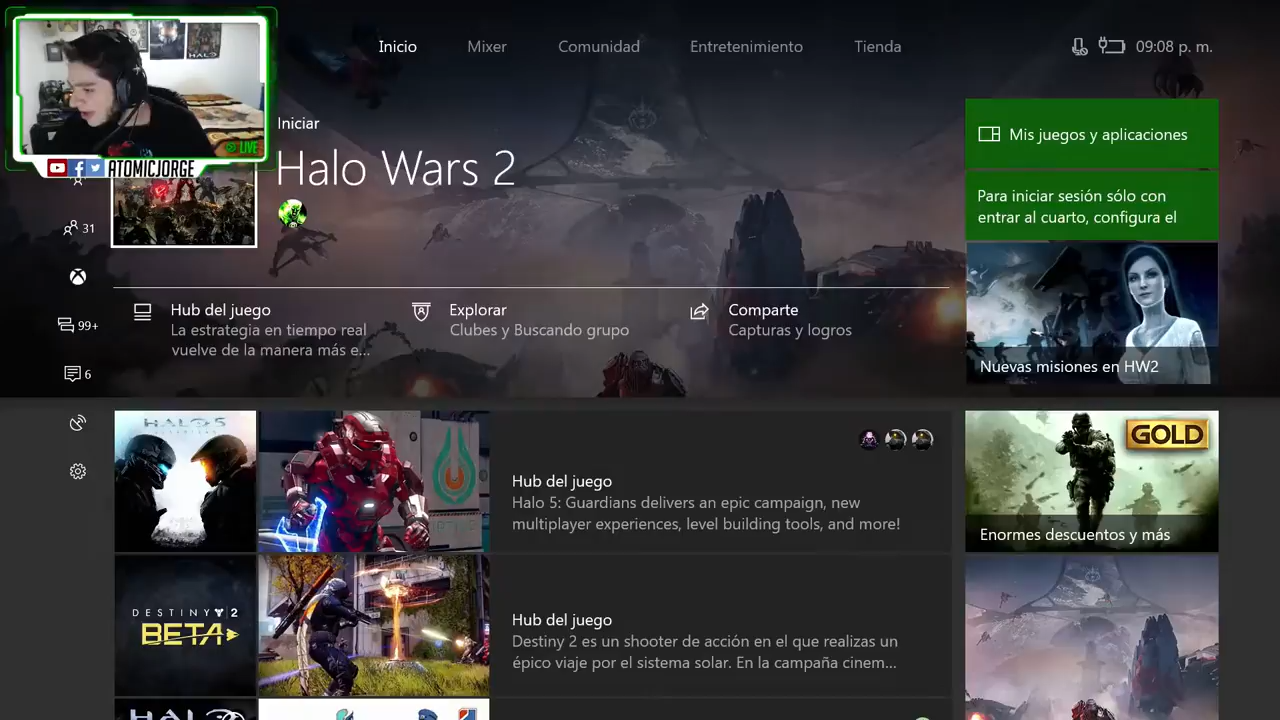 Inicio
Mixer
Comunidad
Entretenimiento
Tienda
09:08 p. m.
HALO
LIVE
ATOMICJORGE
Iniciar
Halo Wars 2
31
99+
6
Hub del juego
La estrategia en tiempo real
vuelve de la manera más e...
Explorar
Clubes y Buscando grupo
Comparte
Capturas y logros
Mis juegos y aplicaciones
Para iniciar sesión sólo con
entrar al cuarto, configura el
Nuevas misiones en HW2
HALO 5
Hub del juego
Halo 5: Guardians delivers an epic campaign, new
multiplayer experiences, level building tools, and more!
GOLD
Enormes descuentos y más
DESTINY 2
BETA
Hub del juego
Destiny 2 es un shooter de acción en el que realizas un
épico viaje por el sistema solar. En la campaña cinem...
HALO